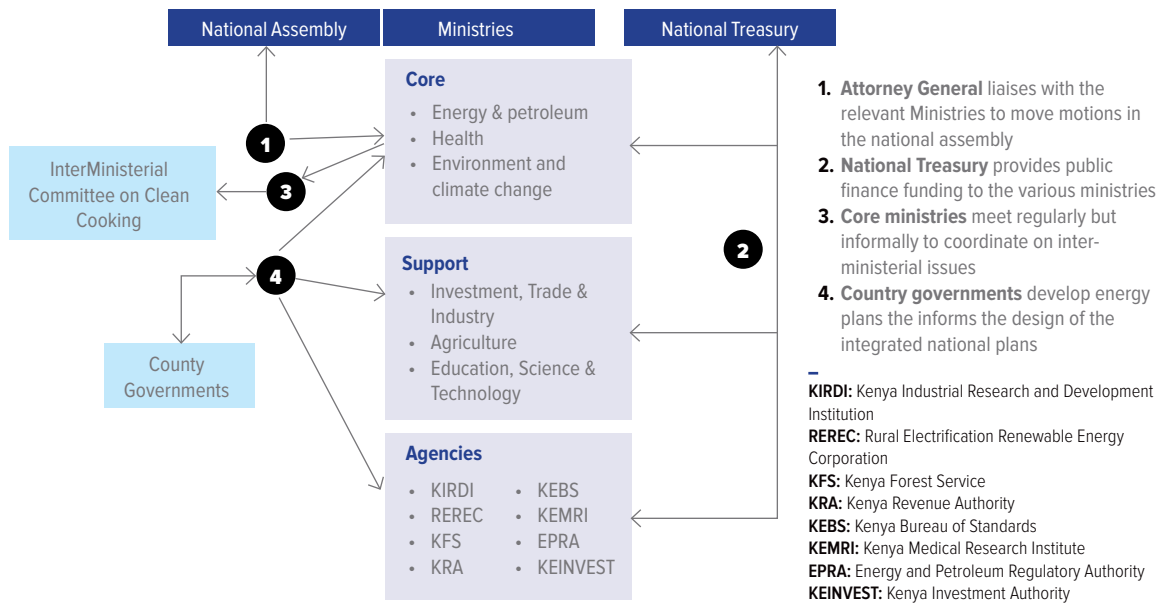 National Assembly
Ministries
National Treasury
Core
• Energy & petroleum
• Health
• Environment and
climate change
1
3
InterMinisterial
Committee on Clean
Cooking
4
2
Support
• Investment, Trade &
Industry
• Agriculture
• Education, Science &
Technology
County
Governments
Agencies
• KIRDI
• REREC
• KFS
• KRA
• KEBS
• KEMRI
• EPRA
• KEINVEST
1. Attorney General liaises with the
relevant Ministries to move motions in
the national assembly
2. National Treasury provides public
finance funding to the various ministries
3. Core ministries meet regularly but
informally to coordinate on inter-
ministerial issues
4. Country governments develop energy
plans the informs the design of the
integrated national plans
KIRDI: Kenya Industrial Research and Development
Institution
REREC: Rural Electrification Renewable Energy
Corporation
KFS: Kenya Forest Service
KRA: Kenya Revenue Authority
KEBS: Kenya Bureau of Standards
KEMRI: Kenya Medical Research Institute
EPRA: Energy and Petroleum Regulatory Authority
KEINVEST: Kenya Investment Authority